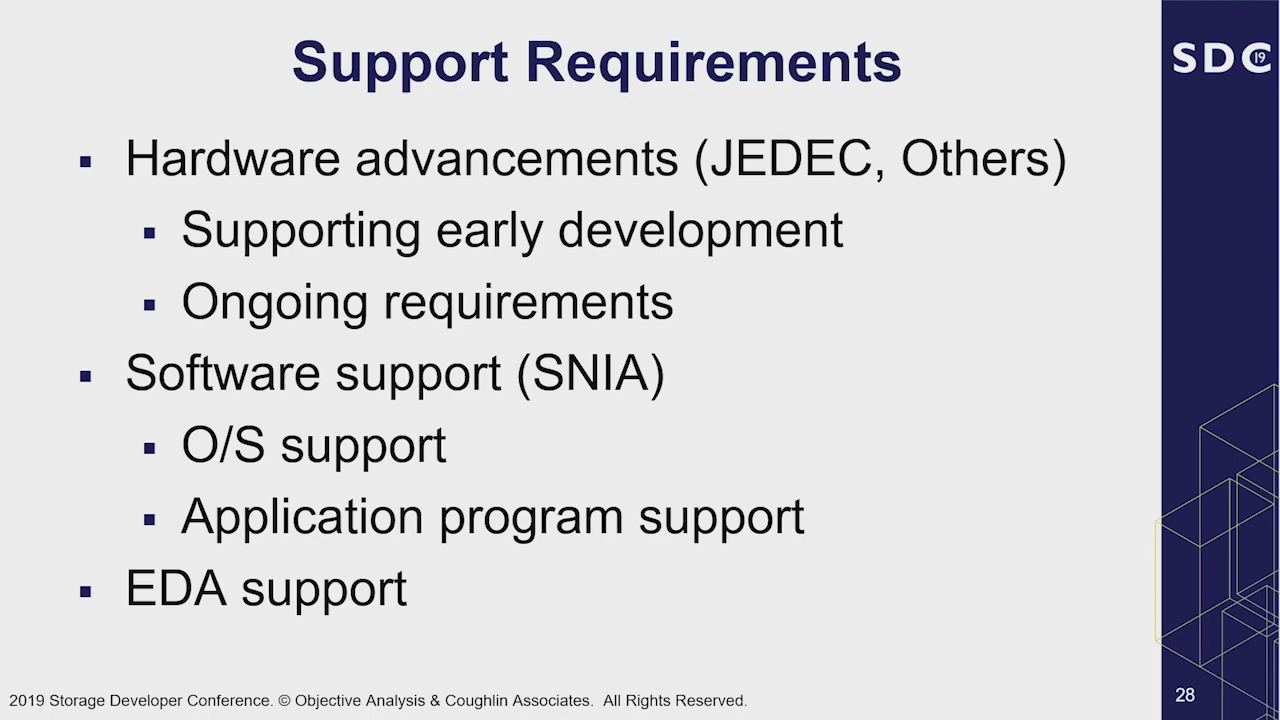 Support Requirements
SDC 19
▪ Hardware advancements (JEDEC, Others)
▪ Supporting early development
▪ Ongoing requirements
▪ Software support (SNIA)
▪ O/S support
▪ Application program support
▪ EDA support
2019 Storage Developer Conference. © Objective Analysis & Coughlin Associates. All Rights Reserved.
28